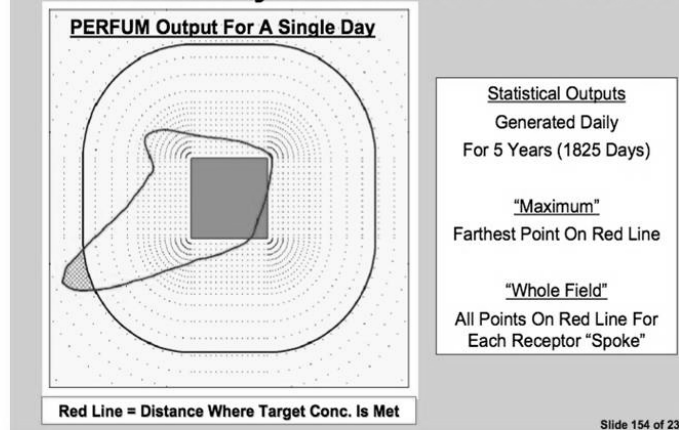 PERFUM Output For A Single Day
Statistical Outputs
Generated Daily
For 5 Years (1825 Days)
"Maximum"
Farthest Point On Red Line
"Whole Field"
All Points On Red Line For
Each Receptor "Spoke"
Red Line = Distance Where Target Conc. Is Met
Slide 154 of 23